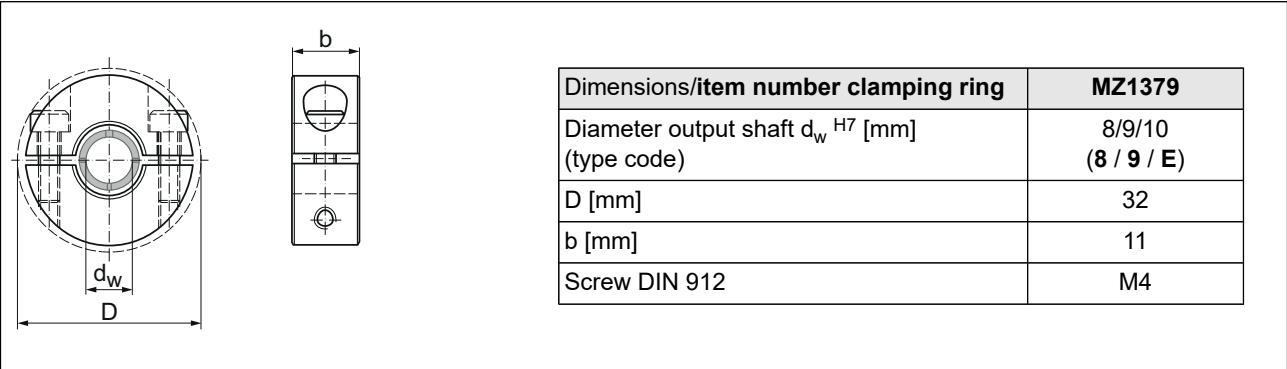 b
d_w
D
Dimensions/item number clamping ring MZ1379
Diameter output shaft d_w H7 [mm] 8/9/10
(type code) (8 / 9 / E)
D [mm] 32
b [mm] 11
Screw DIN 912 M4